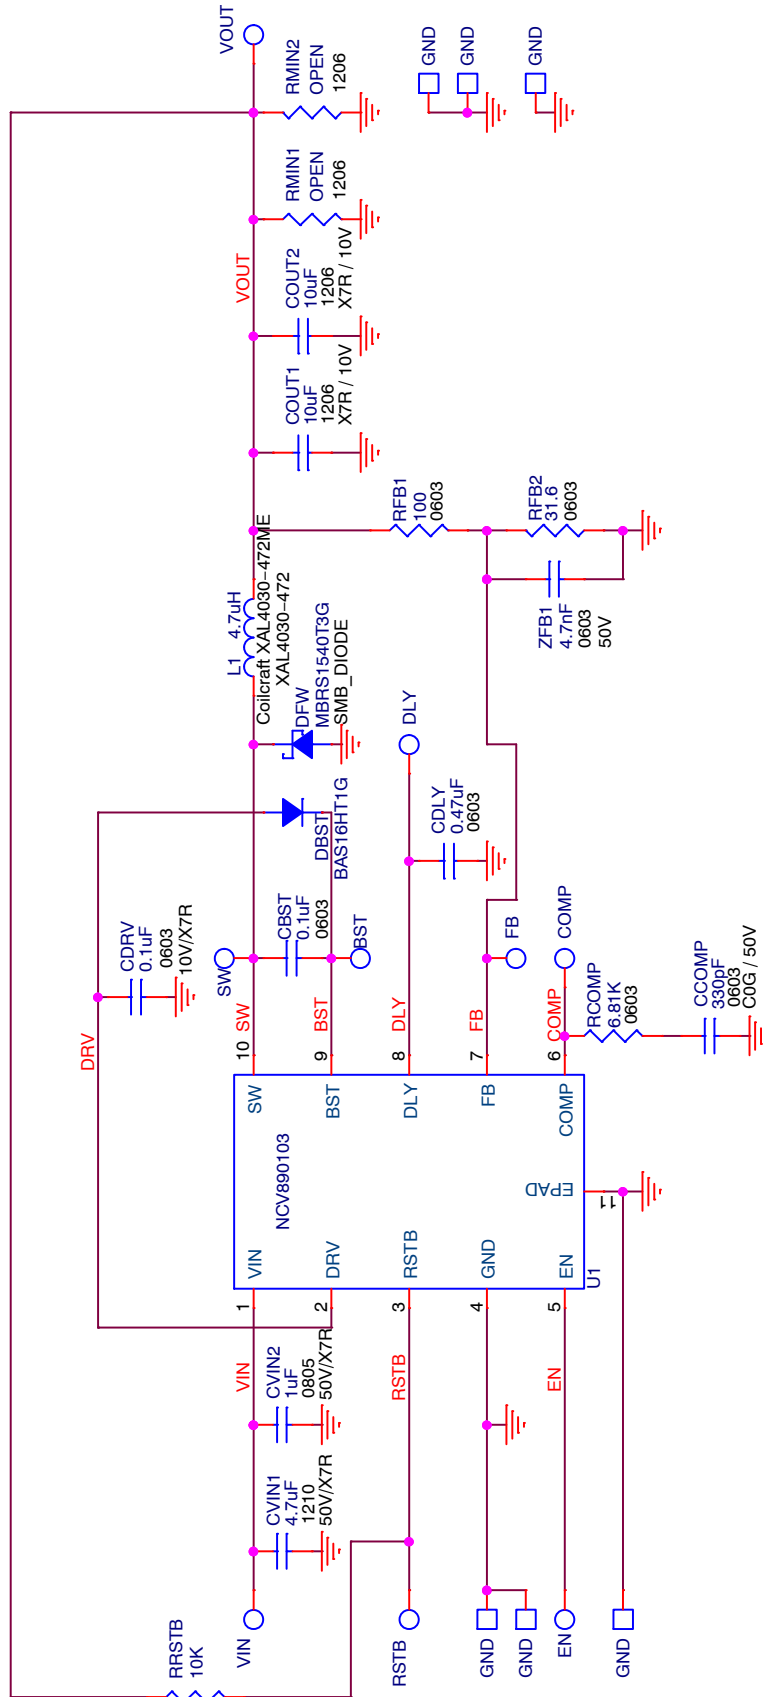 RRSTB
10K
VIN
CVIN1
4.7uF
1210
50V/X7R
CVIN2
1uF
0805
50V/X7R
VIN
1
VIN
2
DRV
RSTB
RSTB
3
RSTB
GND
GND
4
GND
EN
EN
5
EN
GND
U1
NCV890103
EPAD
11
DRV
CDRV
0.1uF
0603
10V/X7R
SW
10
SW
SW
BST
9
BST
BST
CBST
0.1uF
0603
DBST
BAS16HT1G
DLY
8
DLY
CDLY
0.47uF
0603
DLY
FB
7
FB
FB
COMP
6
COMP
COMP
RCOMP
6.81K
0603
CCOMP
330pF
0603
C0G / 50V
DFW
MBRS1540T3G
SMB_DIODE
L1
4.7uH
Coilcraft XAL4030-472ME
XAL4030-472
RFB1
100
0603
RFB2
31.6
0603
ZFB1
4.7nF
0603
50V
COUT1
10uF
1206
X7R / 10V
COUT2
10uF
1206
X7R / 10V
VOUT
RMIN1
OPEN
1206
RMIN2
OPEN
1206
VOUT
GND
GND
GND